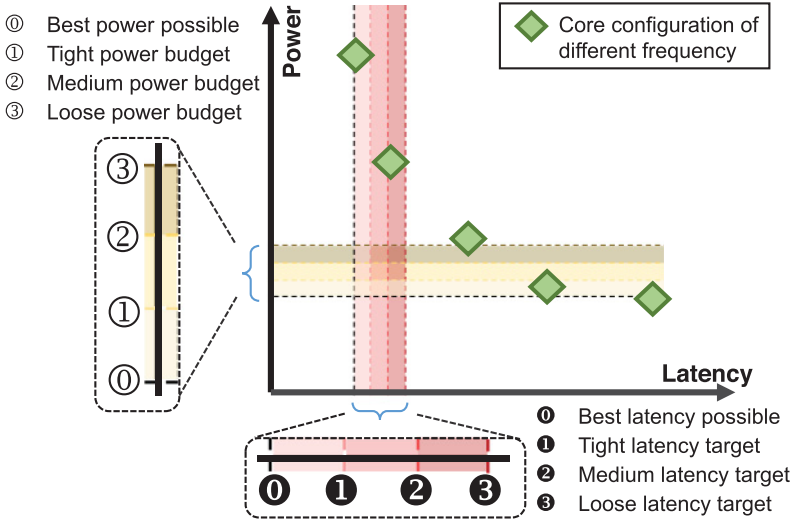 ⓪ Best power possible
① Tight power budget
② Medium power budget
③ Loose power budget
Power
Core configuration of
different frequency
③
②
①
⓪
Latency
⓿ ❶ ❷ ❸
⓿ Best latency possible
❶ Tight latency target
❷ Medium latency target
❸ Loose latency target